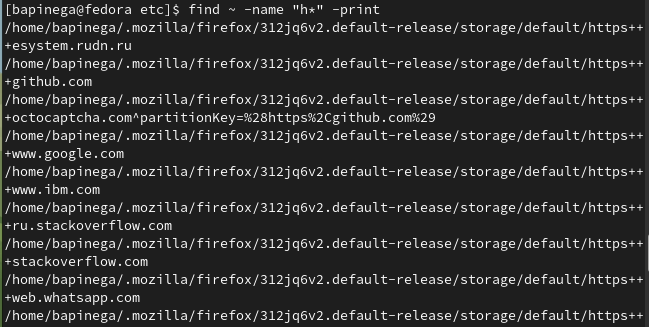 [bapinega@fedora etc]$ find ~ -name "h*" -print
/home/bapinega/.mozilla/firefox/312jq6v2.default-release/storage/default/https++
+esystem.rudn.ru
/home/bapinega/.mozilla/firefox/312jq6v2.default-release/storage/default/https++
+github.com
/home/bapinega/.mozilla/firefox/312jq6v2.default-release/storage/default/https++
+octocaptcha.com^partitionKey=%28https%2Cgithub.com%29
/home/bapinega/.mozilla/firefox/312jq6v2.default-release/storage/default/https++
+www.google.com
/home/bapinega/.mozilla/firefox/312jq6v2.default-release/storage/default/https++
+www.ibm.com
/home/bapinega/.mozilla/firefox/312jq6v2.default-release/storage/default/https++
+ru.stackoverflow.com
/home/bapinega/.mozilla/firefox/312jq6v2.default-release/storage/default/https++
+stackoverflow.com
/home/bapinega/.mozilla/firefox/312jq6v2.default-release/storage/default/https++
+web.whatsapp.com
/home/bapinega/.mozilla/firefox/312jq6v2.default-release/storage/default/https++